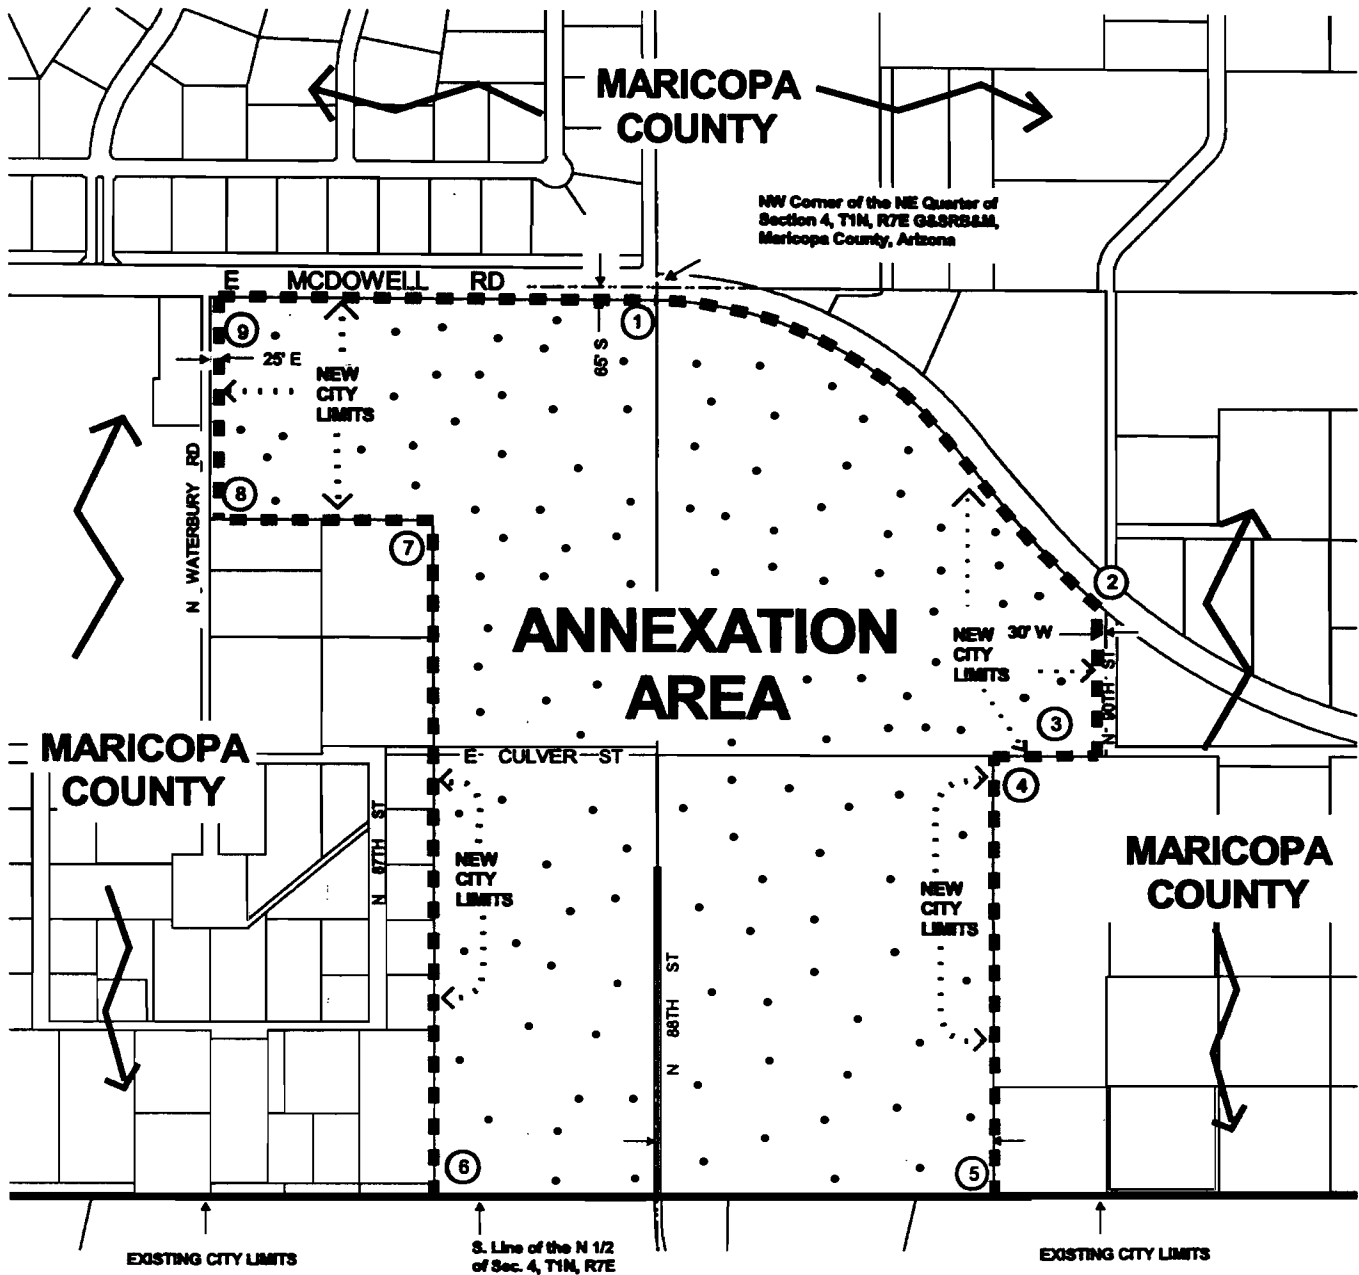 MARICOPA
COUNTY
NW Corner of the NE Quarter of
Section 4, T1N, R7E G&SRB&M,
Maricopa County, Arizona
E MCDOWELL RD
9
1
25' E
65' S
NEW
CITY
LIMITS
N WATERBURY RD
8
7
2
ANNEXATION
AREA
NEW
CITY
LIMITS
30' W
N 90TH ST
3
MARICOPA
COUNTY
E CULVER ST
4
N 87TH ST
NEW
CITY
LIMITS
NEW
CITY
LIMITS
MARICOPA
COUNTY
N 88TH ST
6
5
EXISTING CITY LIMITS
S. Line of the N 1/2
of Sec. 4, T1N, R7E
EXISTING CITY LIMITS